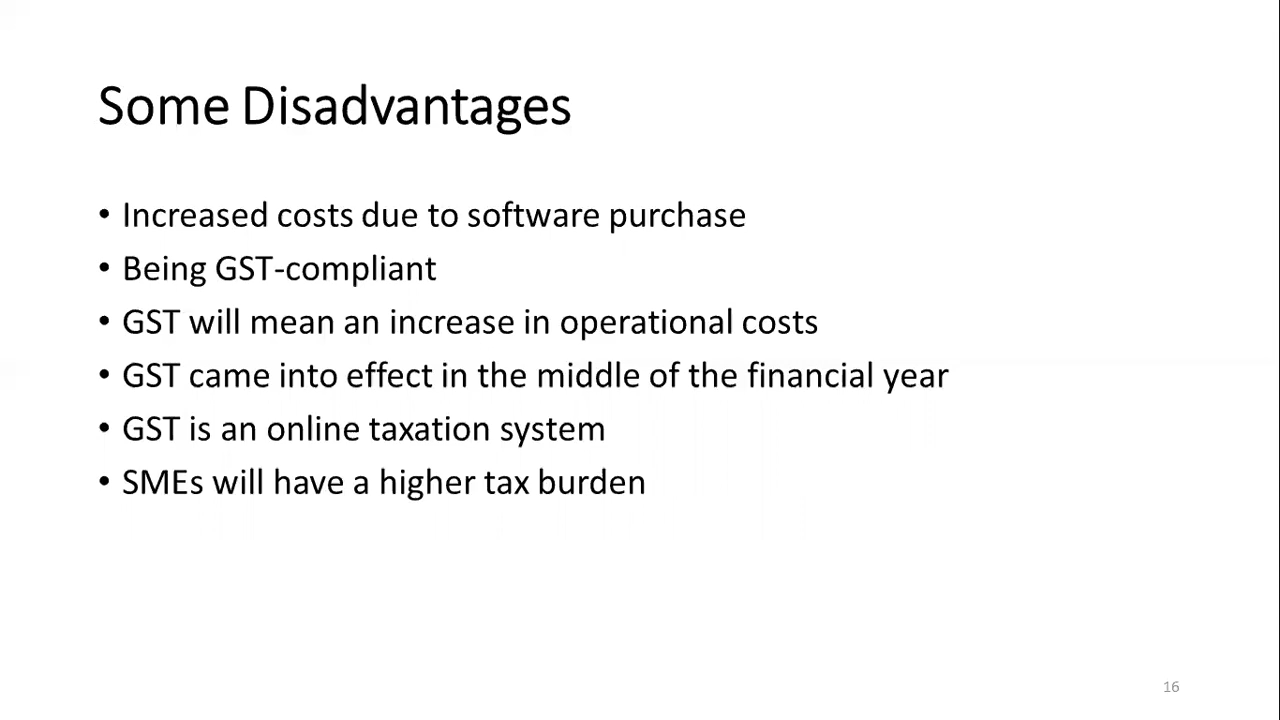 Some Disadvantages
• Increased costs due to software purchase
• Being GST-compliant
• GST will mean an increase in operational costs
• GST came into effect in the middle of the financial year
• GST is an online taxation system
• SMEs will have a higher tax burden
16